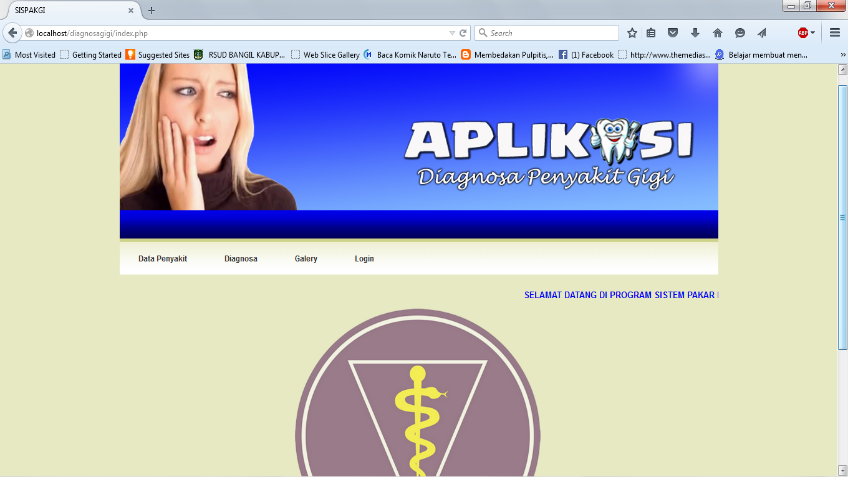 SISPAKGI
localhost/diagnosagigi/index.php
Search
ABP
Most Visited
Getting Started
Suggested Sites
RSUD BANGIL KABUP...
Web Slice Gallery
Baca Komik Naruto Te...
Membedakan Pulpitis,...
(1) Facebook
http://www.themedias...
Belajar membuat men...
APLIKASI
Diagnosa Penyakit Gigi
Data Penyakit
Diagnosa
Galery
Login
SELAMAT DATANG DI PROGRAM SISTEM PAKAR